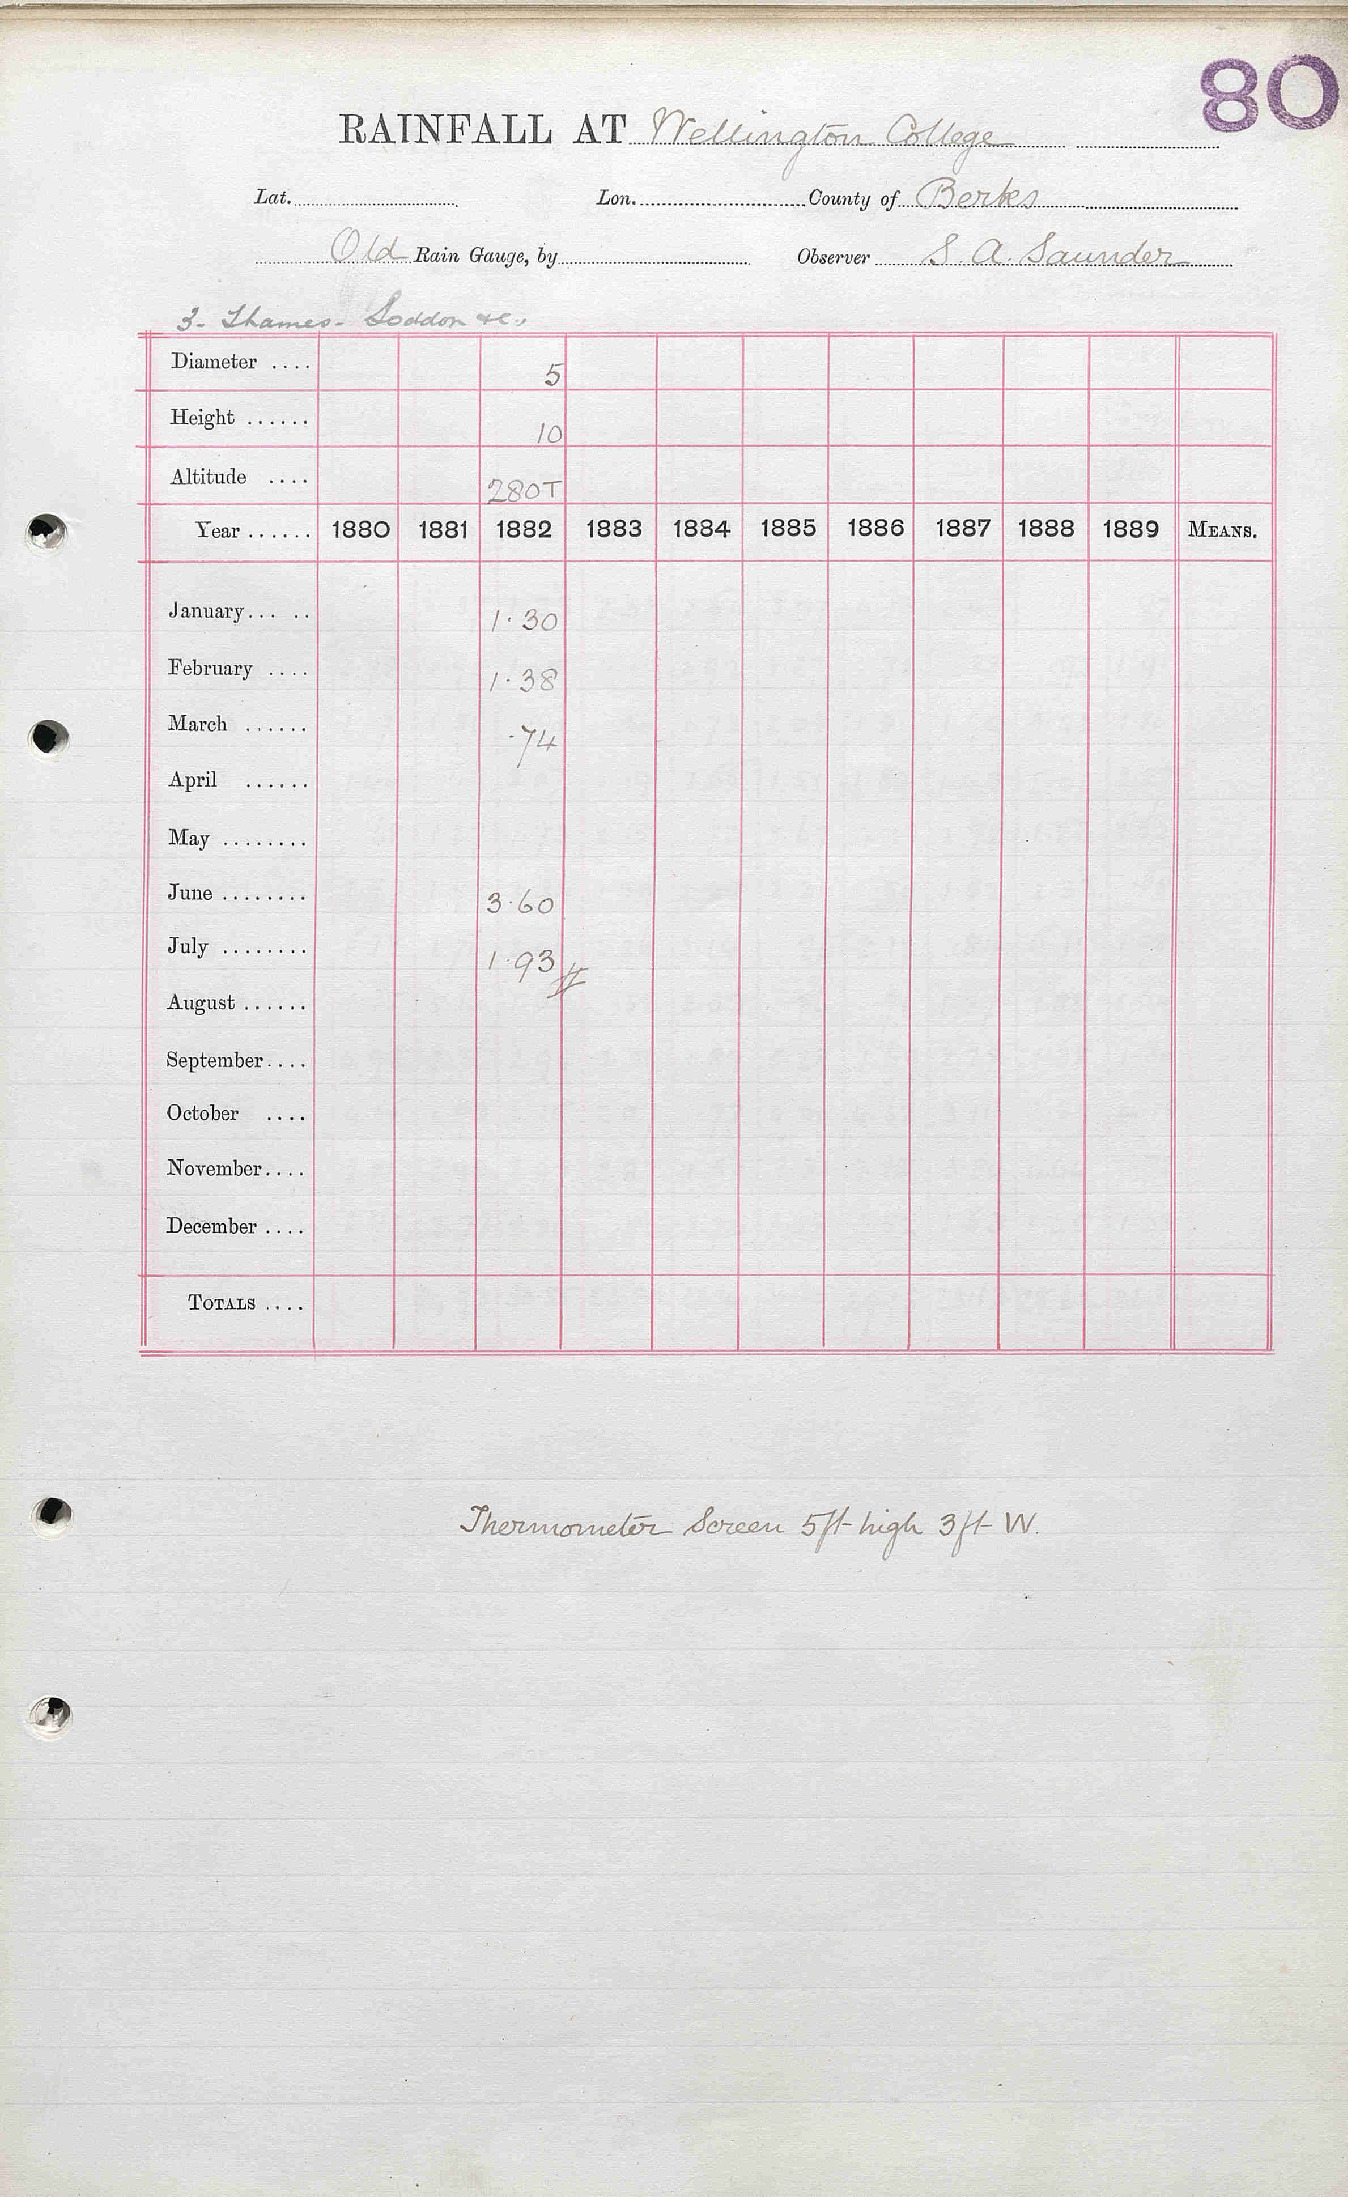 80
RAINFALL AT Wellington College
Lat. Lon. County of Berks
Old Rain Gauge, by Observer S. A. Saunder
3- Thames- Loddon &c.
Diameter .... 5
Height ...... 10
Altitude .... 280T
Year ...... 1880 1881 1882 1883 1884 1885 1886 1887 1888 1889 MEANS.
January... .. 1·30
February .... 1·38
March ...... ·74
April ......
May ........
June ........ 3·60
July ........ 1·93
August ......
September....
October ....
November....
December ....
TOTALS ....
Thermometer Screen 5ft high 3ft W.